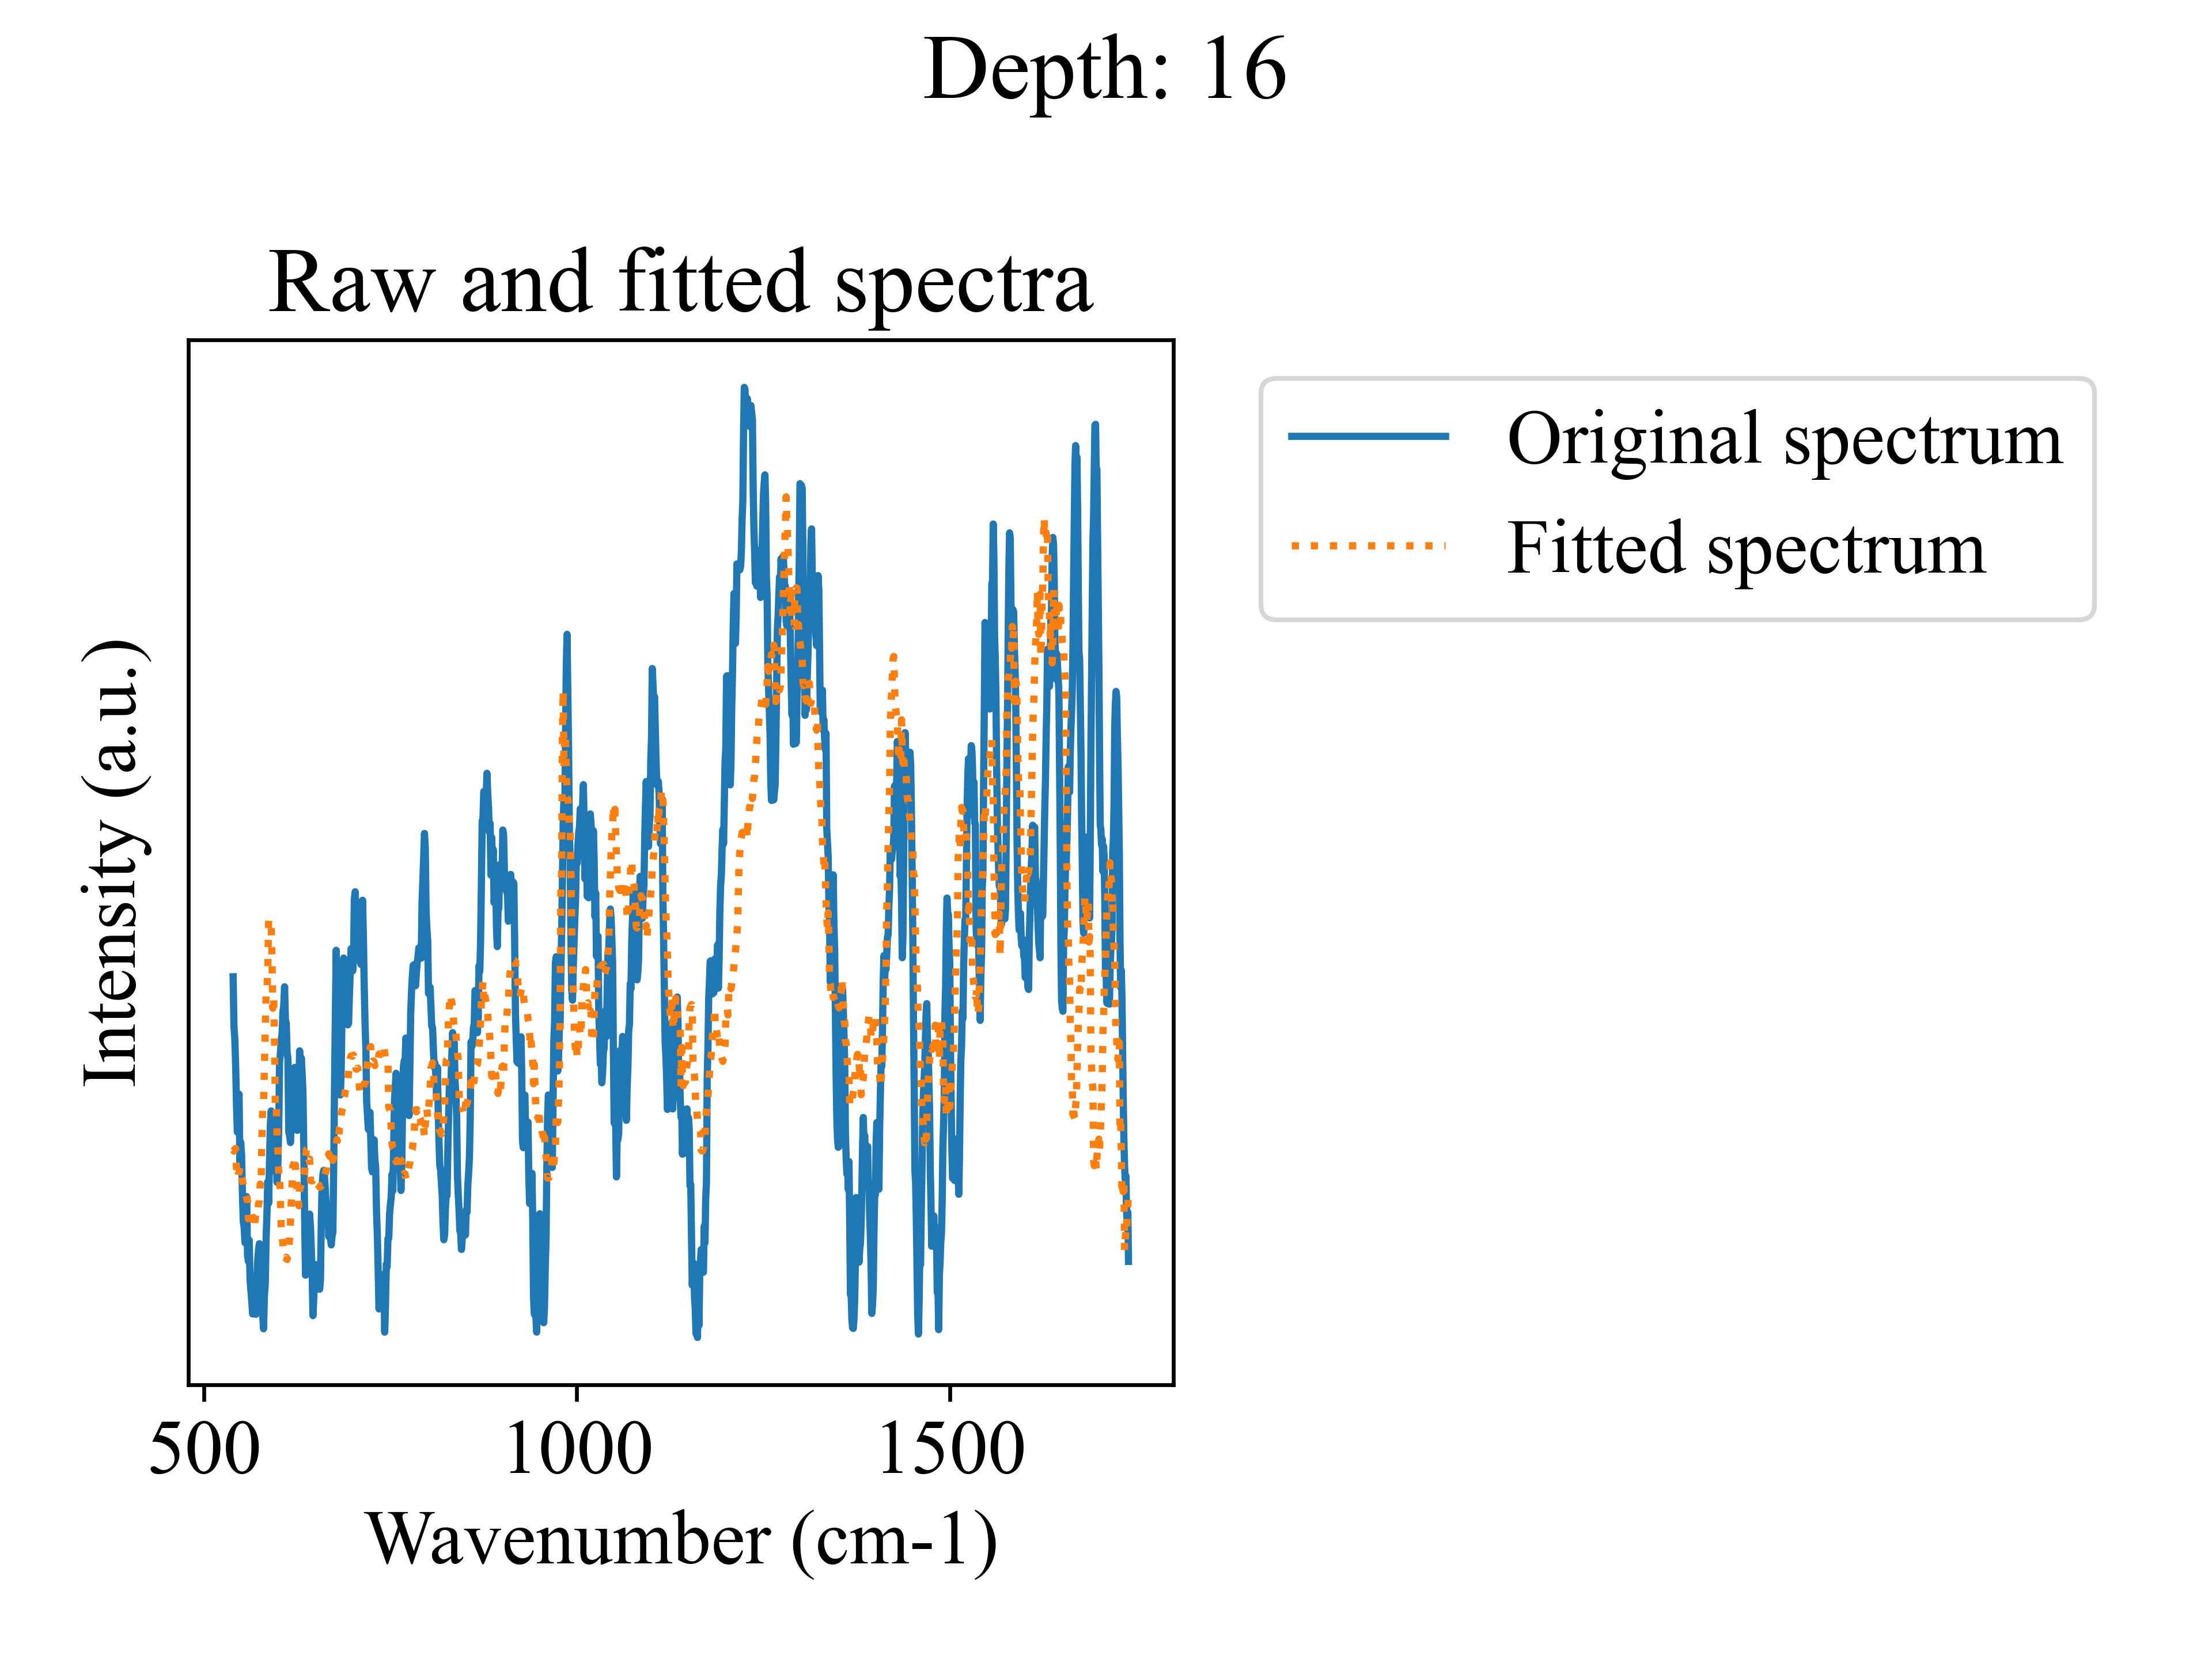 Depth: 16
Raw and fitted spectra
Original spectrum
Fitted spectrum
Intensity (a.u.)
500 1000 1500
Wavenumber (cm-1)